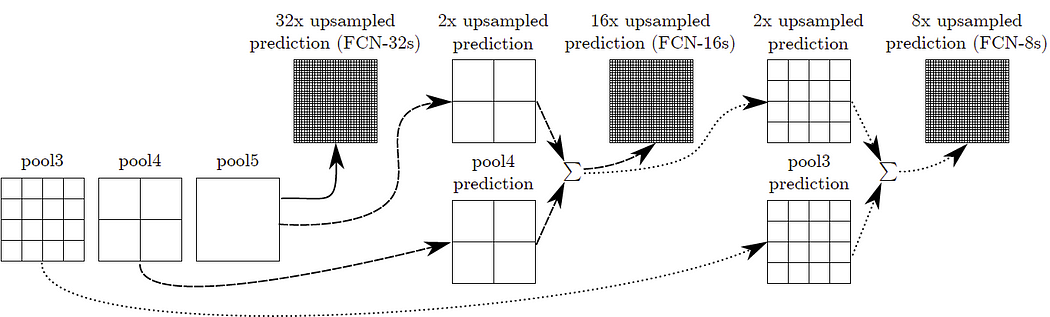 32x upsampled
prediction (FCN-32s)
2x upsampled
prediction
16x upsampled
prediction (FCN-16s)
2x upsampled
prediction
8x upsampled
prediction (FCN-8s)
pool3
pool4
pool5
pool4
prediction
∑
pool3
prediction
∑